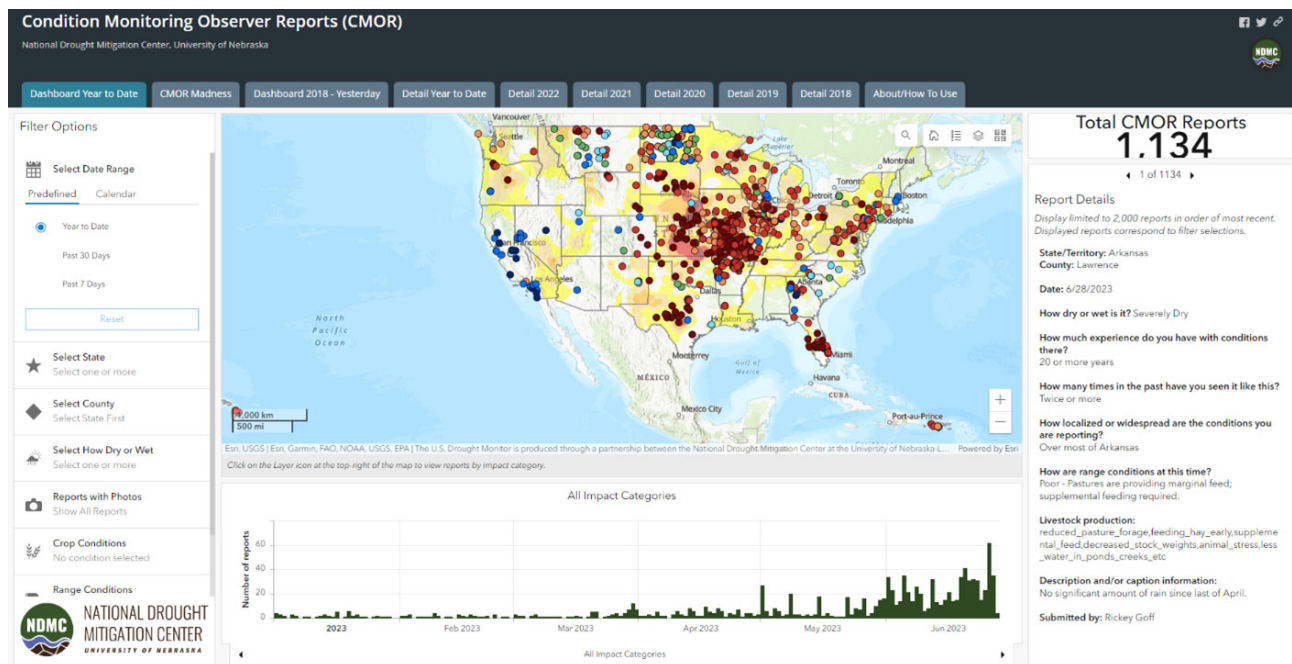 Condition Monitoring Observer Reports (CMOR)
National Drought Mitigation Center, University of Nebraska
NDMC
Dashboard Year to Date
CMOR Madness
Dashboard 2018 - Yesterday
Detail Year to Date
Detail 2022
Detail 2021
Detail 2020
Detail 2019
Detail 2018
About/How To Use
Filter Options
Select Date Range
Predefined
Calendar
Year to Date
Past 30 Days
Past 7 Days
Reset
Select State
Select one or more
Select County
Select State First
Select How Dry or Wet
Select one or more
Reports with Photos
Show All Reports
Crop Conditions
No condition selected
Range Conditions
NDMC
NATIONAL DROUGHT
MITIGATION CENTER
UNIVERSITY OF NEBRASKA
Vancouver
Seattle
Lake
Superior
Montreal
Toronto
Detroit
Boston
Chicago
San Francisco
Los Angeles
Dallas
Atlanta
Houston
North
Pacific
Ocean
Monterrey
Gulf of
Mexico
Miami
MÉXICO
Havana
CUBA
Mexico City
Port-au-Prince
500 mi
Esri, USGS | Esri, Garmin, FAO, NOAA, USGS, EPA | The U.S. Drought Monitor is produced through a partnership between the National Drought Mitigation Center at the University of Nebraska-L...
Powered by Esri
Click on the Layer icon at the top right of the map to view reports by impact category.
All Impact Categories
Number of reports
60
40
20
0
2023
Feb 2023
Mar 2023
Apr 2023
May 2023
Jun 2023
All Impact Categories
Total CMOR Reports
1,134
1 of 1134
Report Details
Display limited to 2,000 reports in order of most recent.
Displayed reports correspond to filter selections.
State/Territory: Arkansas
County: Lawrence
Date: 6/28/2023
How dry or wet is it? Severely Dry
How much experience do you have with conditions
there?
20 or more years
How many times in the past have you seen it like this?
Twice or more
How localized or widespread are the conditions you
are reporting?
Over most of Arkansas
How are range conditions at this time?
Poor - Pastures are providing marginal feed;
supplemental feeding required.
Livestock production:
reduced_pasture_forage,feeding_hay_early,suppleme
ntal_feed,decreased_stock_weights,animal_stress,less
_water_in_ponds_creeks_etc
Description and/or caption information:
No significant amount of rain since last of April.
Submitted by: Rickey Goff